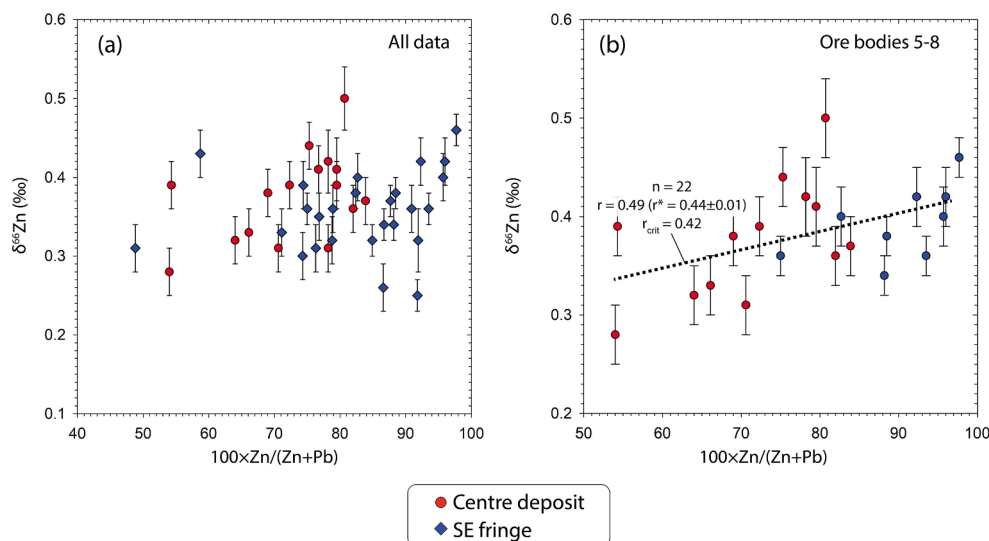 (a)
All data
0.6
0.5
0.4
0.3
0.2
0.1
δ⁶⁶Zn (‰)
40 50 60 70 80 90 100
100×Zn/(Zn+Pb)
(b)
Ore bodies 5-8
0.6
0.5
0.4
0.3
0.2
δ⁶⁶Zn (‰)
n = 22
r = 0.49 (r* = 0.44±0.01)
r_crit = 0.42
50 60 70 80 90 100
100×Zn/(Zn+Pb)
Centre deposit
SE fringe